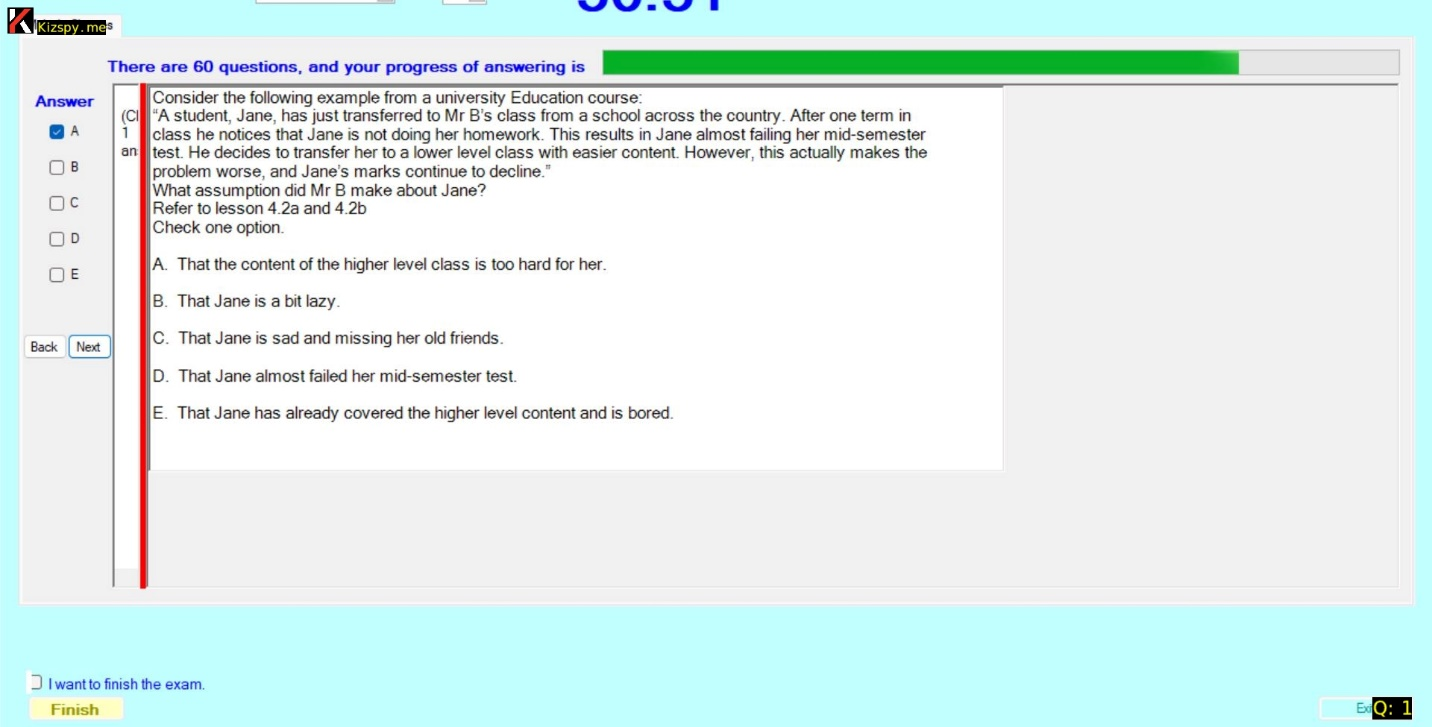 Kizspy.me
s
There are 60 questions, and your progress of answering is
Answer
A
B
C
D
E
Back Next
(Cl
1
an
Consider the following example from a university Education course:
“A student, Jane, has just transferred to Mr B’s class from a school across the country. After one term in
class he notices that Jane is not doing her homework. This results in Jane almost failing her mid-semester
test. He decides to transfer her to a lower level class with easier content. However, this actually makes the
problem worse, and Jane’s marks continue to decline.”
What assumption did Mr B make about Jane?
Refer to lesson 4.2a and 4.2b
Check one option.
A. That the content of the higher level class is too hard for her.
B. That Jane is a bit lazy.
C. That Jane is sad and missing her old friends.
D. That Jane almost failed her mid-semester test.
E. That Jane has already covered the higher level content and is bored.
I want to finish the exam.
Finish
Exi
Q: 1